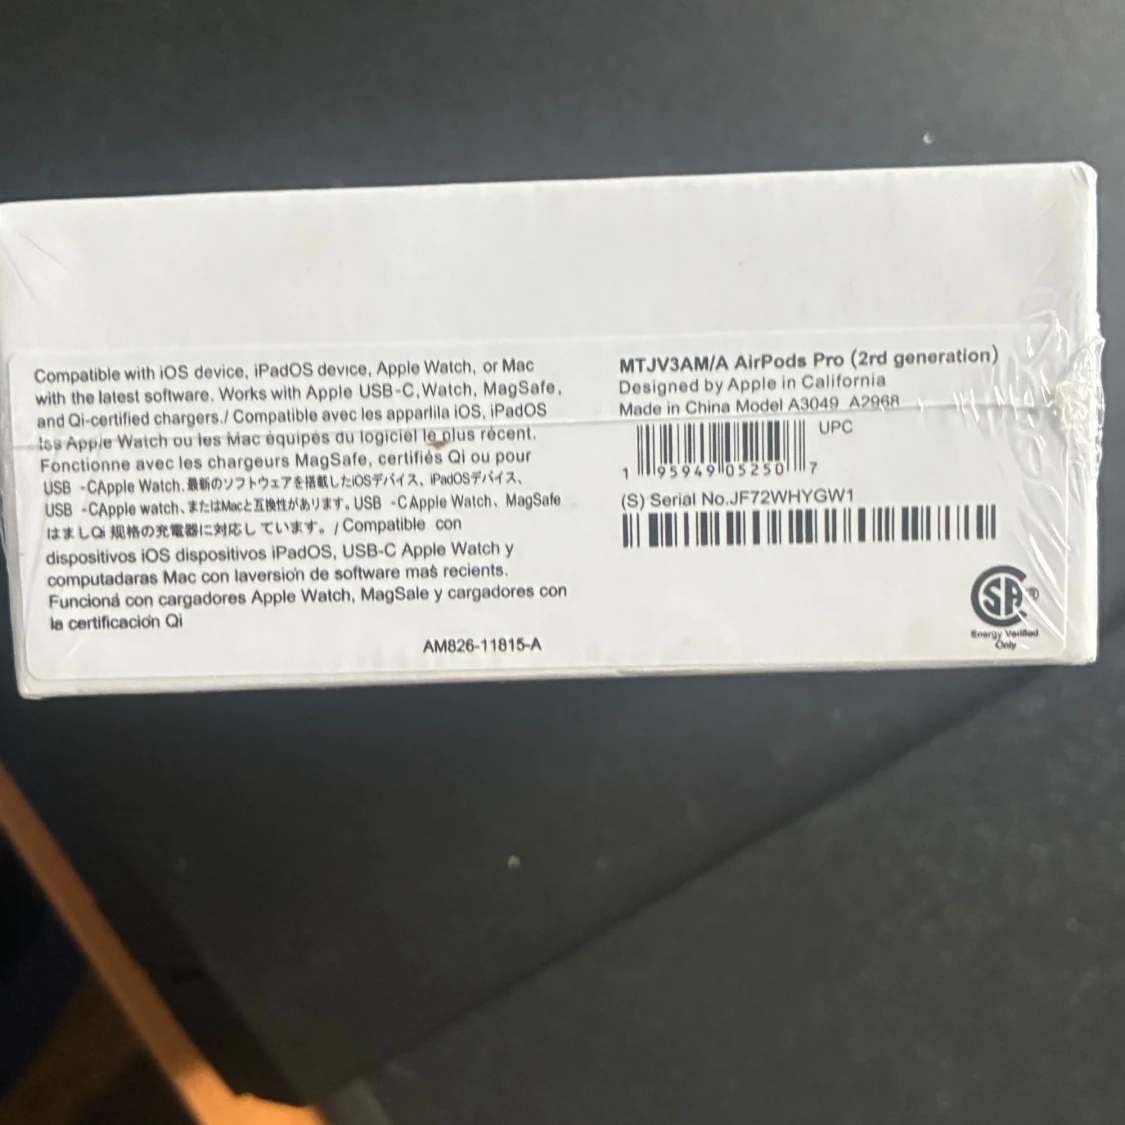 Compatible with iOS device, iPadOS device, Apple Watch, or Mac
with the latest software. Works with Apple USB-C, Watch, MagSafe,
and Qi-certified chargers./ Compatible avec les apparlila iOS, iPadOS
les Apple Watch ou les Mac équipés du logiciel le plus récent.
Fonctionne avec les chargeurs MagSafe, certifiés Qi ou pour
USB -CApple Watch. 最新のソフトウェアを搭載したiOSデバイス、iPadOSデバイス、
USB -CApple watch、またはMacと互換性があります。USB -CApple Watch、MagSafe
はましQi 规格の充電器に対応し ています。/ Compatible con
dispositivos iOS dispositivos iPadOS, USB-C Apple Watch y
computadaras Mac con laversion de software maś recients.
Funcioná con cargadores Apple Watch, MagSale y cargadores con
la certificación Qi
AM826-11815-A
MTJV3AM/A AirPods Pro (2rd generation)
Designed by Apple in California
Made in China Model A3049 A2968
UPC
1 95949 05250 7
(S) Serial No.JF72WHYGW1
SA ®
Energy Verified
Only